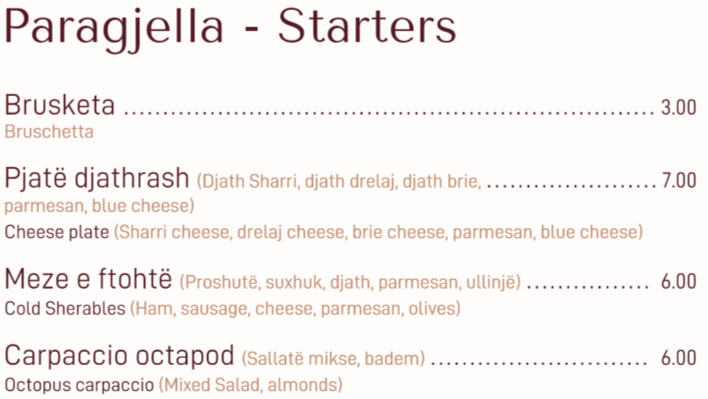 Paragjella - Starters
Brusketa ........................................................................ 3.00
Bruschetta
Pjatë djathrash (Djath Sharri, djath drelaj, djath brie, ...................... 7.00
parmesan, blue cheese)
Cheese plate (Sharri cheese, drelaj cheese, brie cheese, parmesan, blue cheese)
Meze e ftohtë (Proshutë, suxhuk, djath, parmesan, ullinjë) ................ 6.00
Cold Sherables (Ham, sausage, cheese, parmesan, olives)
Carpaccio octapod (Sallatë mikse, badem) ............................ 6.00
Octopus carpaccio (Mixed Salad, almonds)